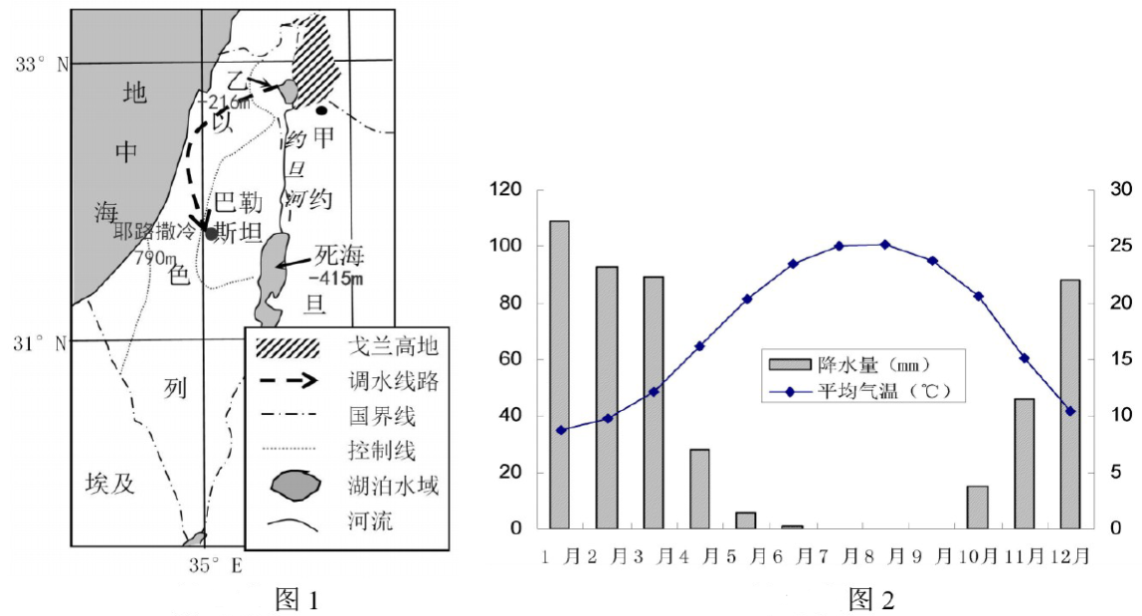 33° N
地
中
海
乙
-216m
以
色
列
甲
约
旦
河
约
旦
巴勒
斯坦
耶路撒冷
790m
死海
-415m
31° N
埃及
35° E
戈兰高地
调水线路
国界线
控制线
湖泊水域
河流
图1
120
100
80
60
40
20
0
30
25
20
15
10
5
0
降水量（mm）
平均气温（℃）
1 月 2 月 3 月 4 月 5 月 6 月 7 月 8 月 9 月 10月 11月 12月
图2